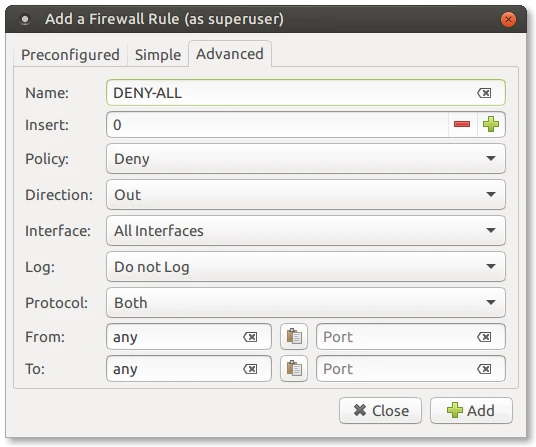 Add a Firewall Rule (as superuser)
Preconfigured Simple Advanced
Name: DENY-ALL
Insert: 0
Policy: Deny
Direction: Out
Interface: All Interfaces
Log: Do not Log
Protocol: Both
From: any Port
To: any Port
Close Add